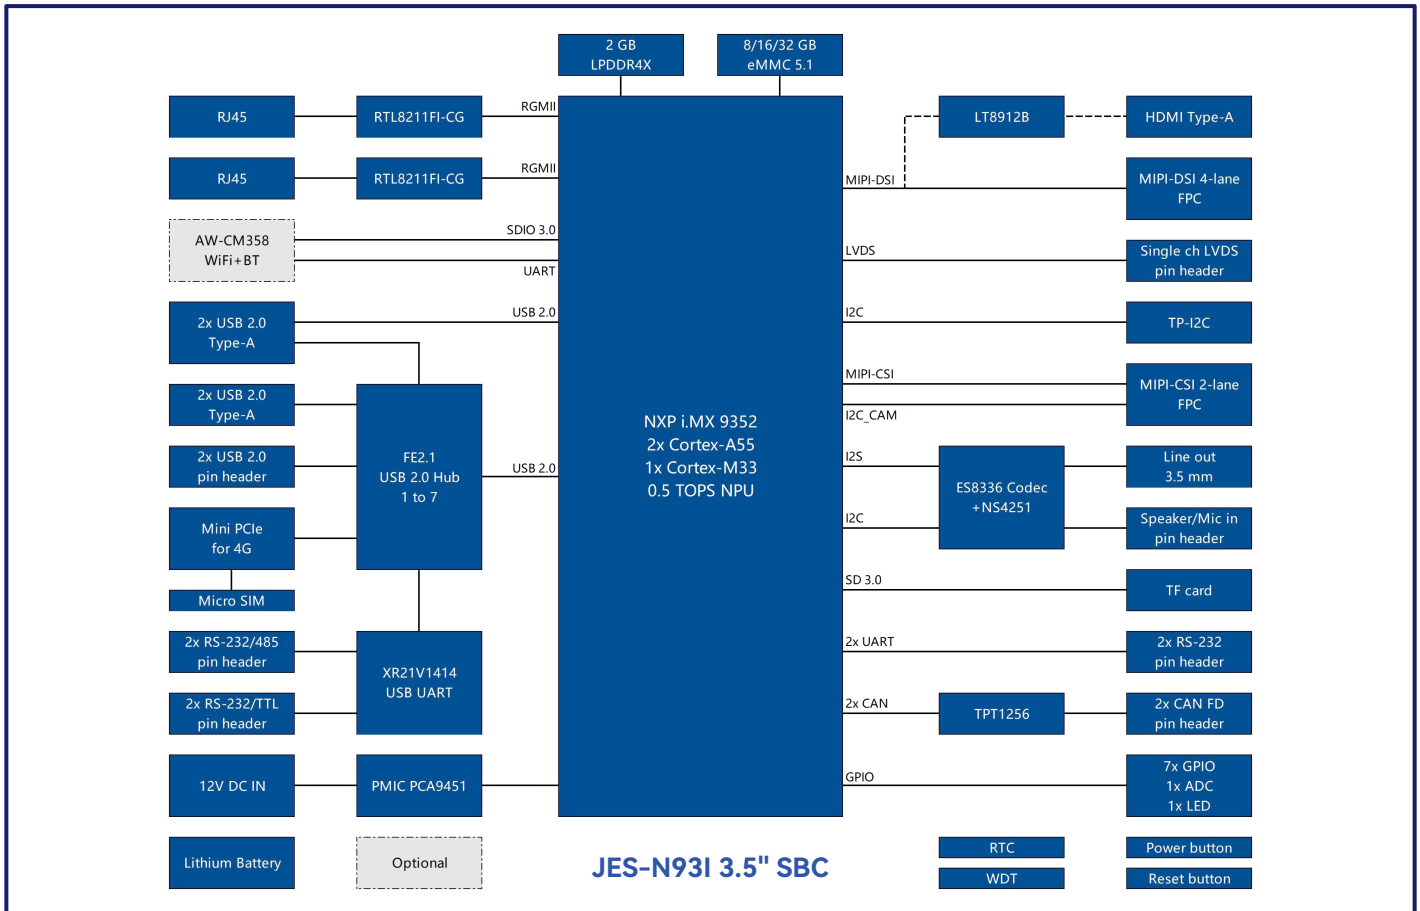 2 GB
LPDDR4X
8/16/32 GB
eMMC 5.1
RJ45
RTL8211FI-CG
RGMII
LT8912B
HDMI Type-A
RJ45
RTL8211FI-CG
RGMII
MIPI-DSI
MIPI-DSI 4-lane
FPC
AW-CM358
WiFi+BT
SDIO 3.0
UART
LVDS
Single ch LVDS
pin header
2x USB 2.0
Type-A
USB 2.0
I2C
TP-I2C
2x USB 2.0
Type-A
MIPI-CSI
I2C_CAM
MIPI-CSI 2-lane
FPC
2x USB 2.0
pin header
FE2.1
USB 2.0 Hub
1 to 7
USB 2.0
NXP i.MX 9352
2x Cortex-A55
1x Cortex-M33
0.5 TOPS NPU
I2S
I2C
ES8336 Codec
+NS4251
Line out
3.5 mm
Speaker/Mic in
pin header
Mini PCIe
for 4G
Micro SIM
SD 3.0
TF card
2x RS-232/485
pin header
XR21V1414
USB UART
2x UART
2x RS-232
pin header
2x RS-232/TTL
pin header
2x CAN
TPT1256
2x CAN FD
pin header
12V DC IN
PMIC PCA9451
GPIO
7x GPIO
1x ADC
1x LED
Lithium Battery
Optional
JES-N93I 3.5" SBC
RTC
Power button
WDT
Reset button